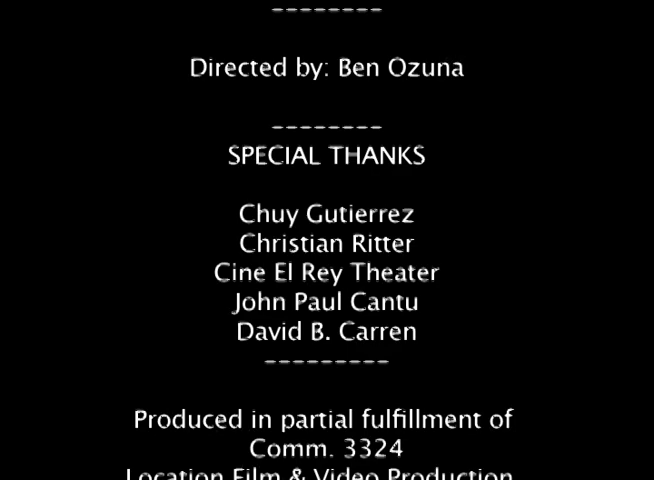 --------
Directed by: Ben Ozuna
--------
SPECIAL THANKS
Chuy Gutierrez
Christian Ritter
Cine El Rey Theater
John Paul Cantu
David B. Carren
---------
Produced in partial fulfillment of
Comm. 3324
Location Film & Video Production